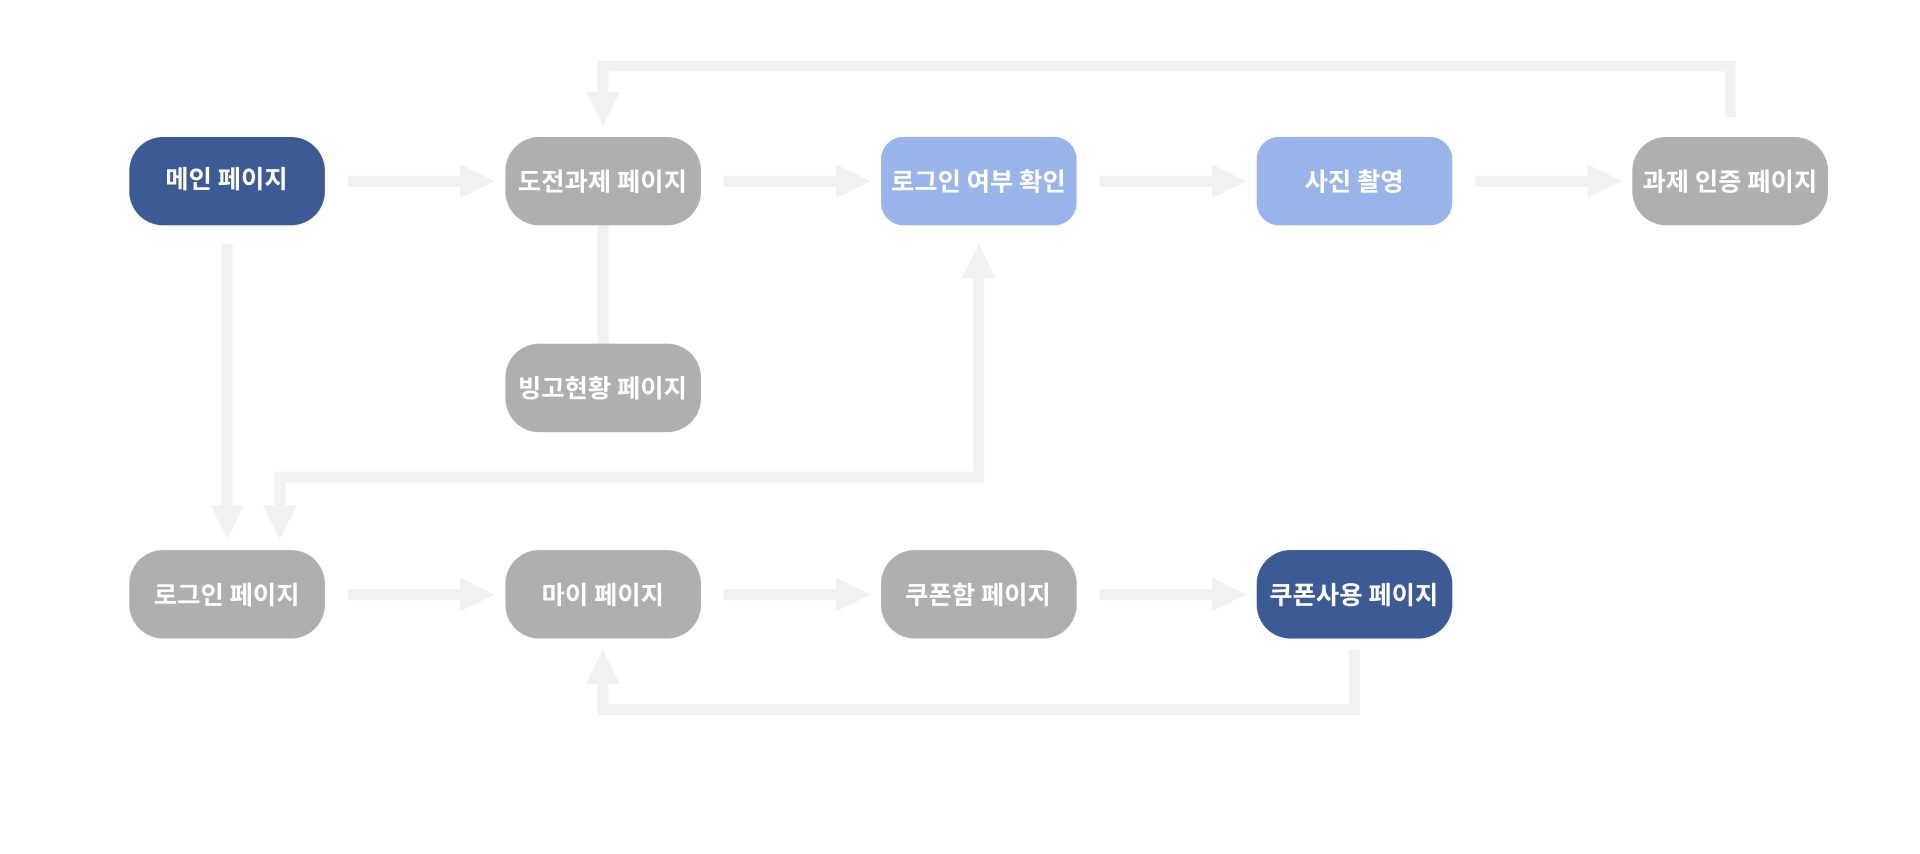 메인 페이지
도전과제 페이지
로그인 여부 확인
사진 촬영
과제 인증 페이지
빙고현황 페이지
로그인 페이지
마이 페이지
쿠폰함 페이지
쿠폰사용 페이지